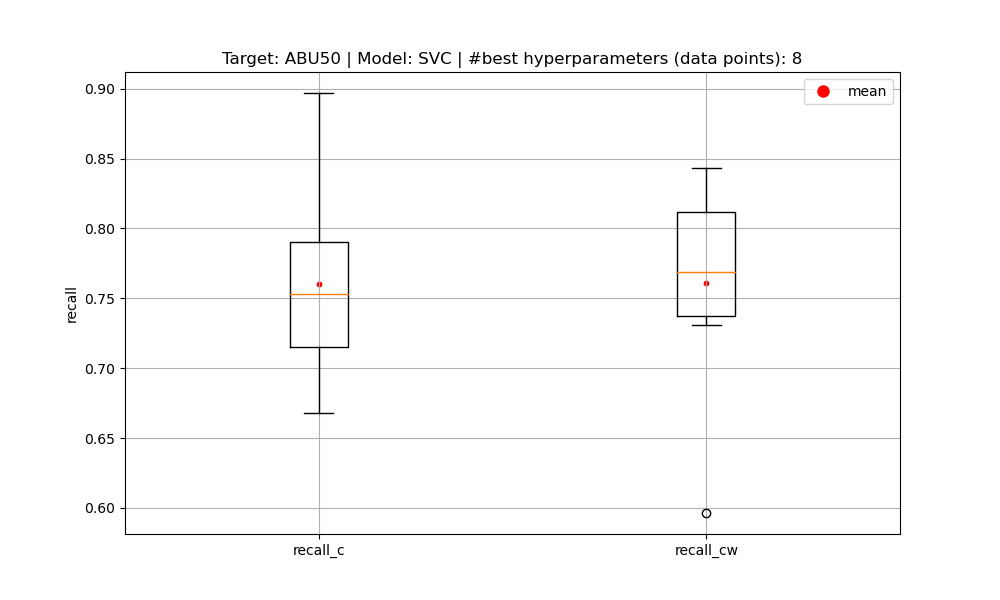 Target: ABU50 | Model: SVC | #best hyperparameters (data points): 8
mean
0.90
0.85
0.80
0.75
0.70
0.65
0.60
recall
recall_c
recall_cw